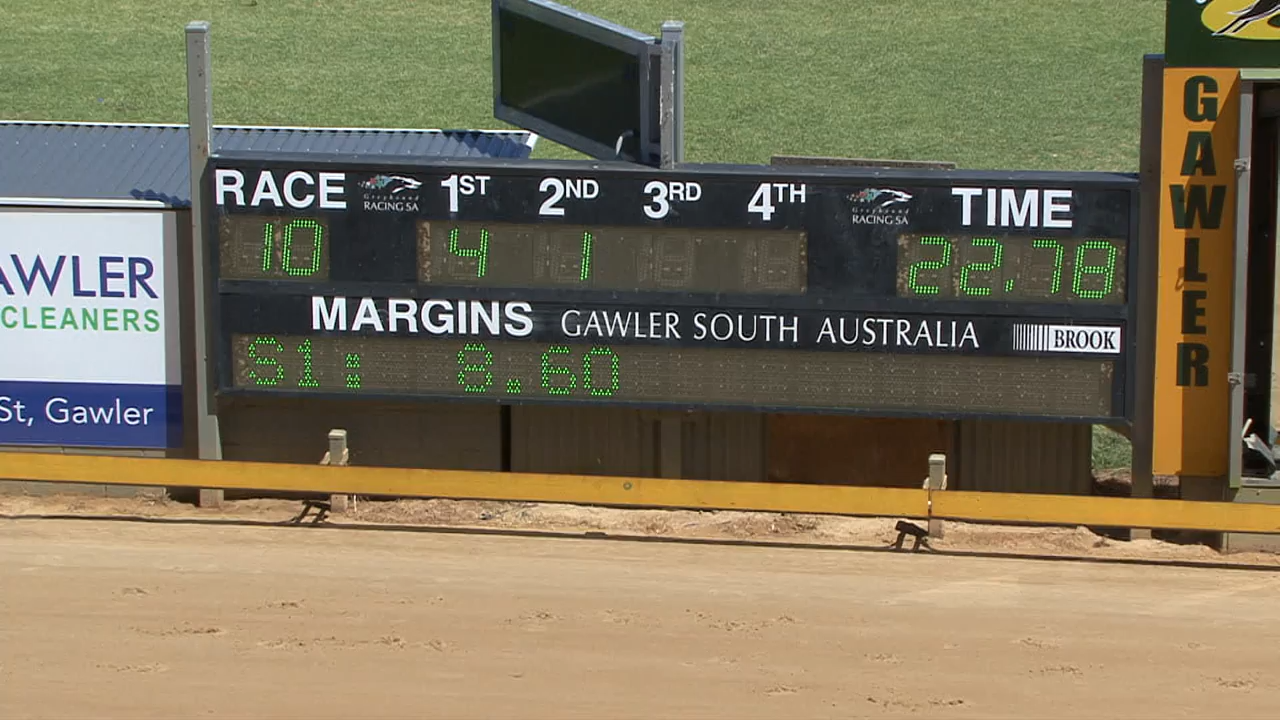 RACE Greyhound RACING SA 1ST 2ND 3RD 4TH Greyhound RACING SA TIME
10 4 1 22.78
MARGINS GAWLER SOUTH AUSTRALIA BROOK
S1: 8.60
AWLER
CLEANERS
St, Gawler
GAWLER